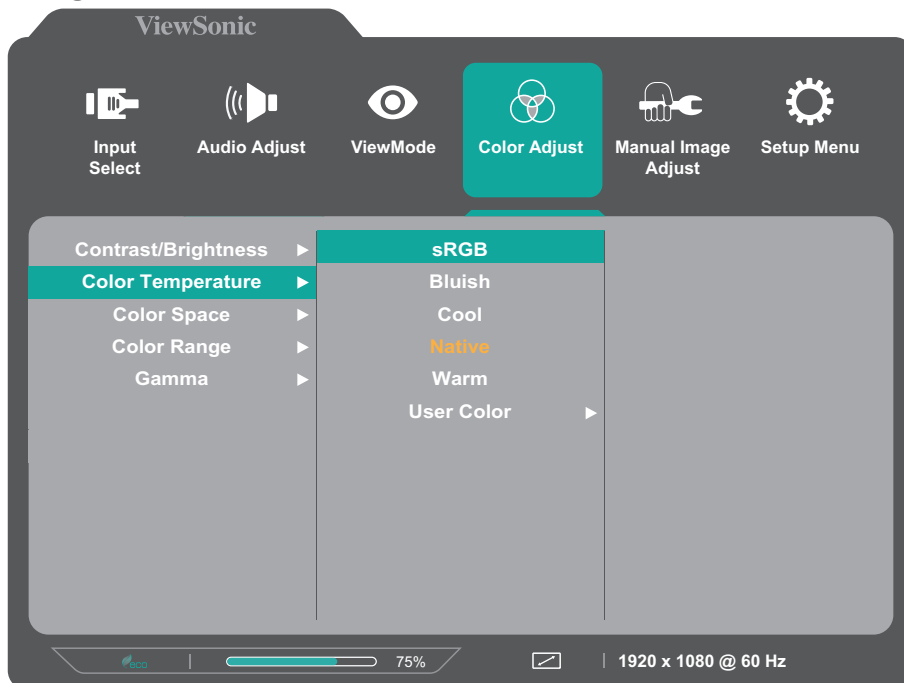 ViewSonic
Input
Select
Audio Adjust
ViewMode
Color Adjust
Manual Image
Adjust
Setup Menu
Contrast/Brightness
Color Temperature
Color Space
Color Range
Gamma
sRGB
Bluish
Cool
Native
Warm
User Color
eco
75%
1920 x 1080 @ 60 Hz